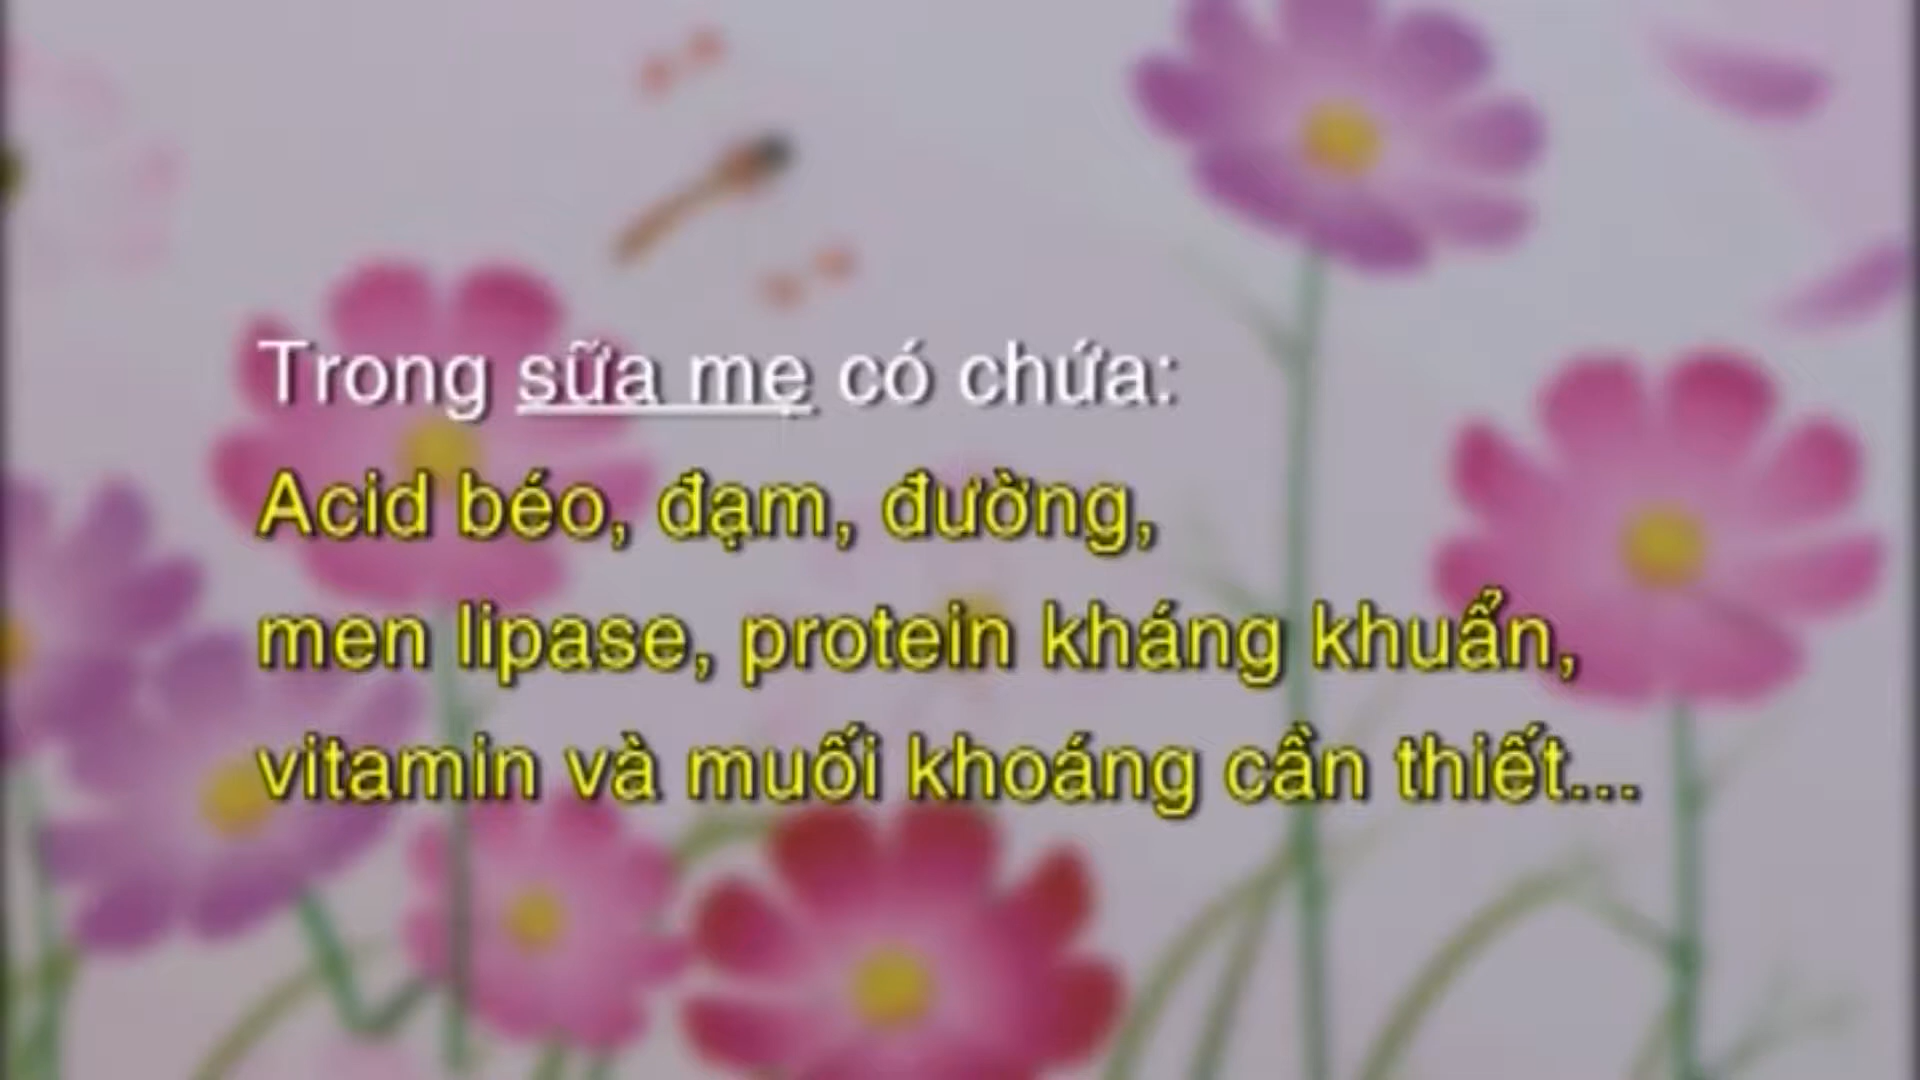 Trong sữa mẹ có chứa:
Acid béo, đạm, đường,
men lipase, protein kháng khuẩn,
vitamin và muối khoáng cần thiết...